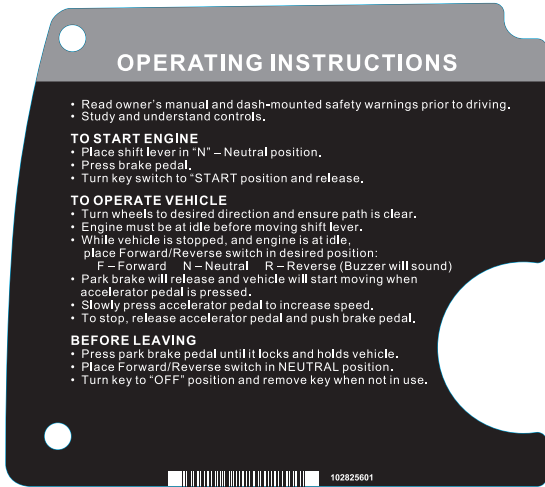 OPERATING INSTRUCTIONS
• Read owner's manual and dash-mounted safety warnings prior to driving.
• Study and understand controls.
TO START ENGINE
• Place shift lever in "N" – Neutral position.
• Press brake pedal.
• Turn key switch to "START position and release.
TO OPERATE VEHICLE
• Turn wheels to desired direction and ensure path is clear.
• Engine must be at idle before moving shift lever.
• While vehicle is stopped, and engine is at idle,
place Forward/Reverse switch in desired position:
F – Forward N – Neutral R – Reverse (Buzzer will sound)
• Park brake will release and vehicle will start moving when
accelerator pedal is pressed.
• Slowly press accelerator pedal to increase speed.
• To stop, release accelerator pedal and push brake pedal.
BEFORE LEAVING
• Press park brake pedal until it locks and holds vehicle.
• Place Forward/Reverse switch in NEUTRAL position.
• Turn key to "OFF" position and remove key when not in use.
102825601